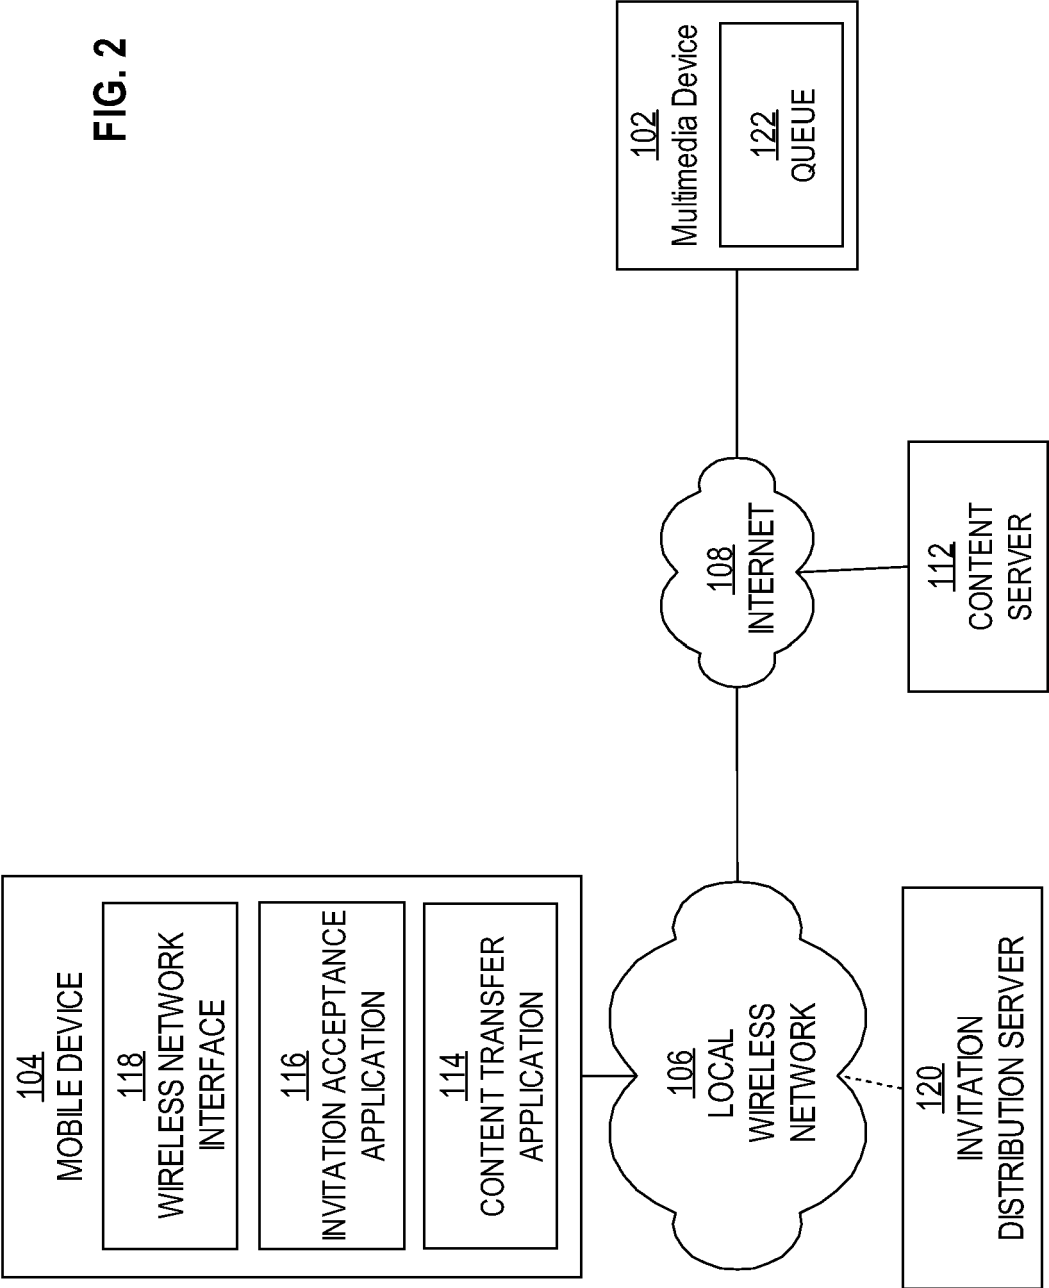 FIG. 2
104
MOBILE DEVICE
118
WIRELESS NETWORK
INTERFACE
116
INVITATION ACCEPTANCE
APPLICATION
114
CONTENT TRANSFER
APPLICATION
106
LOCAL
WIRELESS
NETWORK
120
INVITATION
DISTRIBUTION SERVER
108
INTERNET
112
CONTENT
SERVER
102
Multimedia Device
122
QUEUE